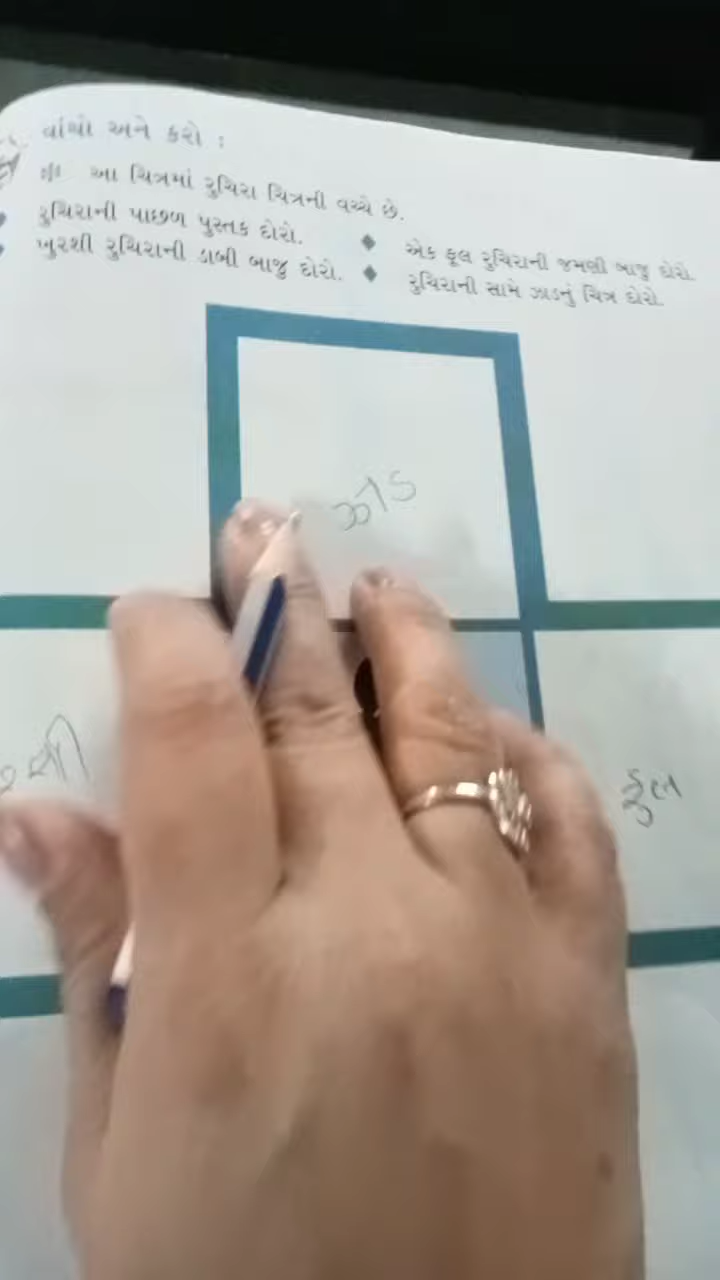 વાંચો અને કરો :
આ ચિત્રમાં રુચિરા ચિત્રની વચ્ચે છે.
રુચિરાની પાછળ પુસ્તક દોરો.
ખુરશી રુચિરાની ડાબી બાજુ દોરો.
◆ એક ફૂલ રુચિરાની જમણી બાજુ દોરો.
◆ રુચિરાની સામે ઝાડનું ચિત્ર દોરો.
ફૂલ